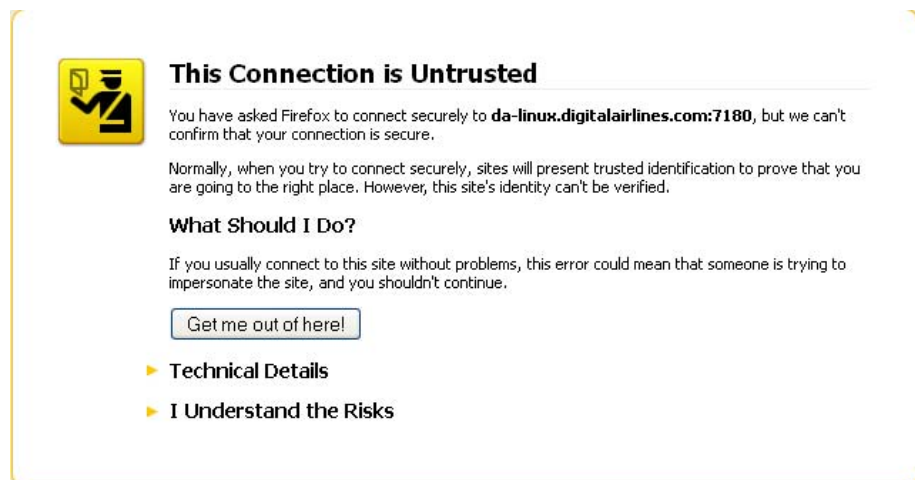 This Connection is Untrusted
You have asked Firefox to connect securely to da-linux.digitalairlines.com:7180, but we can't
confirm that your connection is secure.
Normally, when you try to connect securely, sites will present trusted identification to prove that you
are going to the right place. However, this site's identity can't be verified.
What Should I Do?
If you usually connect to this site without problems, this error could mean that someone is trying to
impersonate the site, and you shouldn't continue.
Get me out of here!
Technical Details
I Understand the Risks